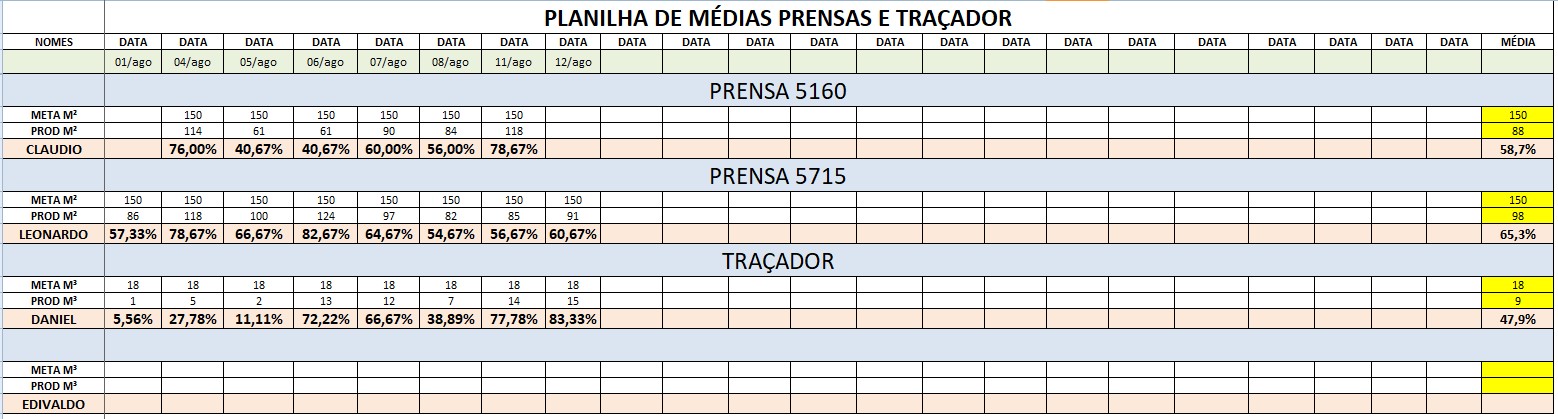 PLANILHA DE MÉDIAS PRENSAS E TRAÇADOR
NOMES DATA DATA DATA DATA DATA DATA DATA DATA DATA DATA DATA DATA DATA DATA DATA DATA DATA DATA DATA DATA DATA DATA MÉDIA
01/ago 04/ago 05/ago 06/ago 07/ago 08/ago 11/ago 12/ago
PRENSA 5160
META M² 150 150 150 150 150 150 150
PROD M² 114 61 61 90 84 118 88
CLAUDIO 76,00% 40,67% 40,67% 60,00% 56,00% 78,67% 58,7%
PRENSA 5715
META M² 150 150 150 150 150 150 150 150 150
PROD M² 86 118 100 124 97 82 85 91 98
LEONARDO 57,33% 78,67% 66,67% 82,67% 64,67% 54,67% 56,67% 60,67% 65,3%
TRAÇADOR
META M³ 18 18 18 18 18 18 18 18 18
PROD M³ 1 5 2 13 12 7 14 15 9
DANIEL 5,56% 27,78% 11,11% 72,22% 66,67% 38,89% 77,78% 83,33% 47,9%
META M³
PROD M³
EDIVALDO